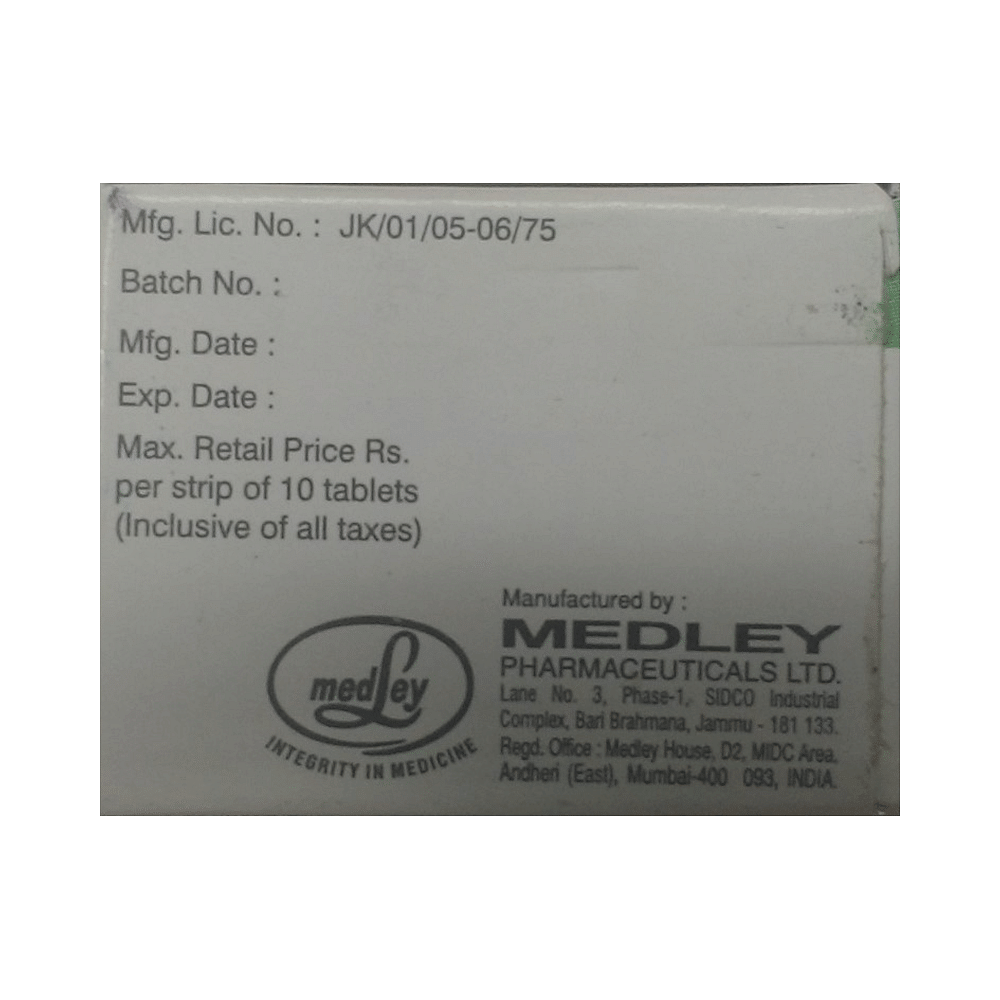 Mfg. Lic. No. : JK/01/05-06/75
Batch No. :
Mfg. Date :
Exp. Date :
Max. Retail Price Rs.
per strip of 10 tablets
(Inclusive of all taxes)
medley
INTEGRITY IN MEDICINE
Manufactured by :
MEDLEY
PHARMACEUTICALS LTD.
Lane No. 3, Phase-1, SIDCO Industrial
Complex, Bari Brahmana, Jammu - 181 133.
Regd. Office : Medley House, D2, MIDC Area,
Andheri (East), Mumbai-400 093, INDIA.